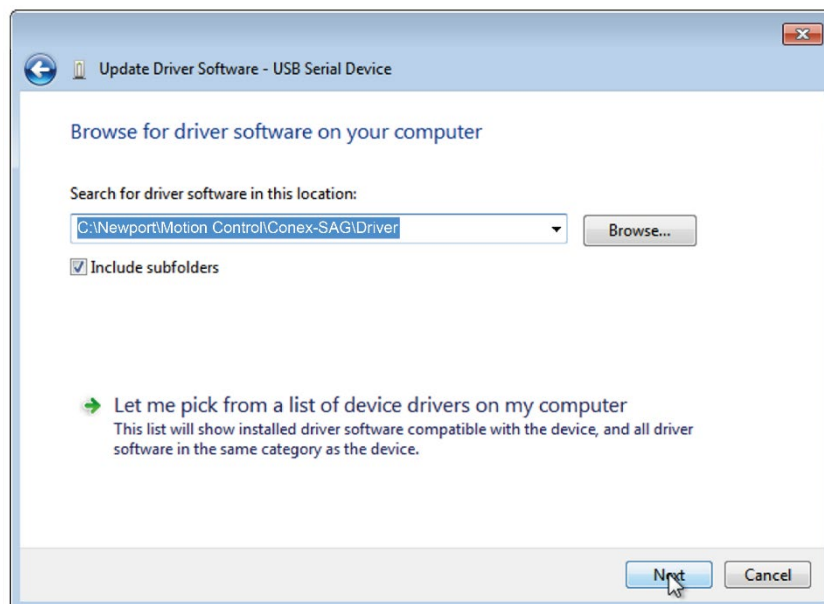 Update Driver Software - USB Serial Device
Browse for driver software on your computer
Search for driver software in this location:
C:\Newport\Motion Control\Conex-SAG\Driver
Browse...
Include subfolders
Let me pick from a list of device drivers on my computer
This list will show installed driver software compatible with the device, and all driver
software in the same category as the device.
Next
Cancel